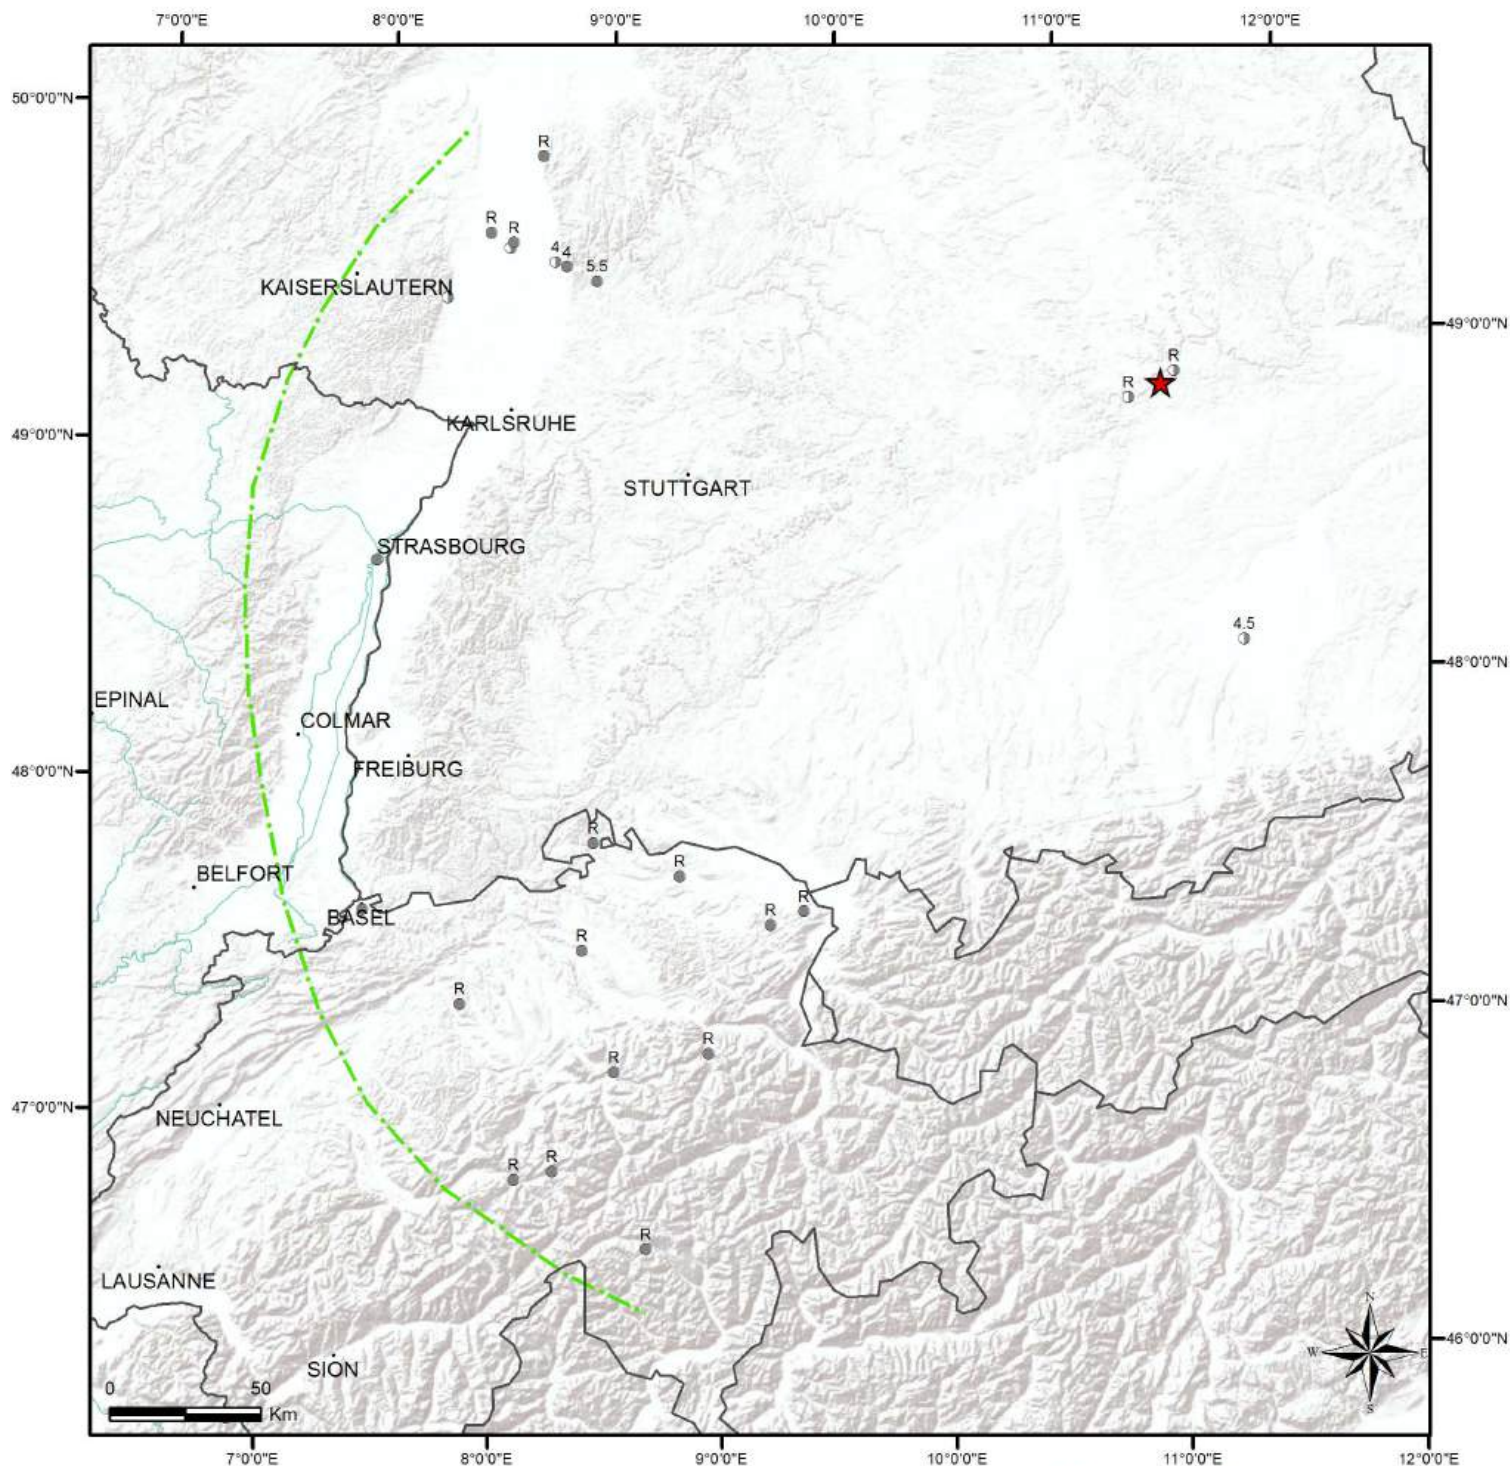 7°0'0"E 8°0'0"E 9°0'0"E 10°0'0"E 11°0'0"E 12°0'0"E
50°0'0"N
R
R
R
4
4
5.5
KAISERSLAUTERN
49°0'0"N
R
R
KARLSRUHE
49°0'0"N
STUTTGART
STRASBOURG
4.5
48°0'0"N
EPINAL
COLMAR
FREIBURG
48°0'0"N
R
R
BELFORT
R
R
BASEL
R
R
47°0'0"N
R
R
47°0'0"N
NEUCHATEL
R
R
R
LAUSANNE
N
46°0'0"N
W E
SION
S
0 50
Km
7°0'0"E 8°0'0"E 9°0'0"E 10°0'0"E 11°0'0"E 12°0'0"E